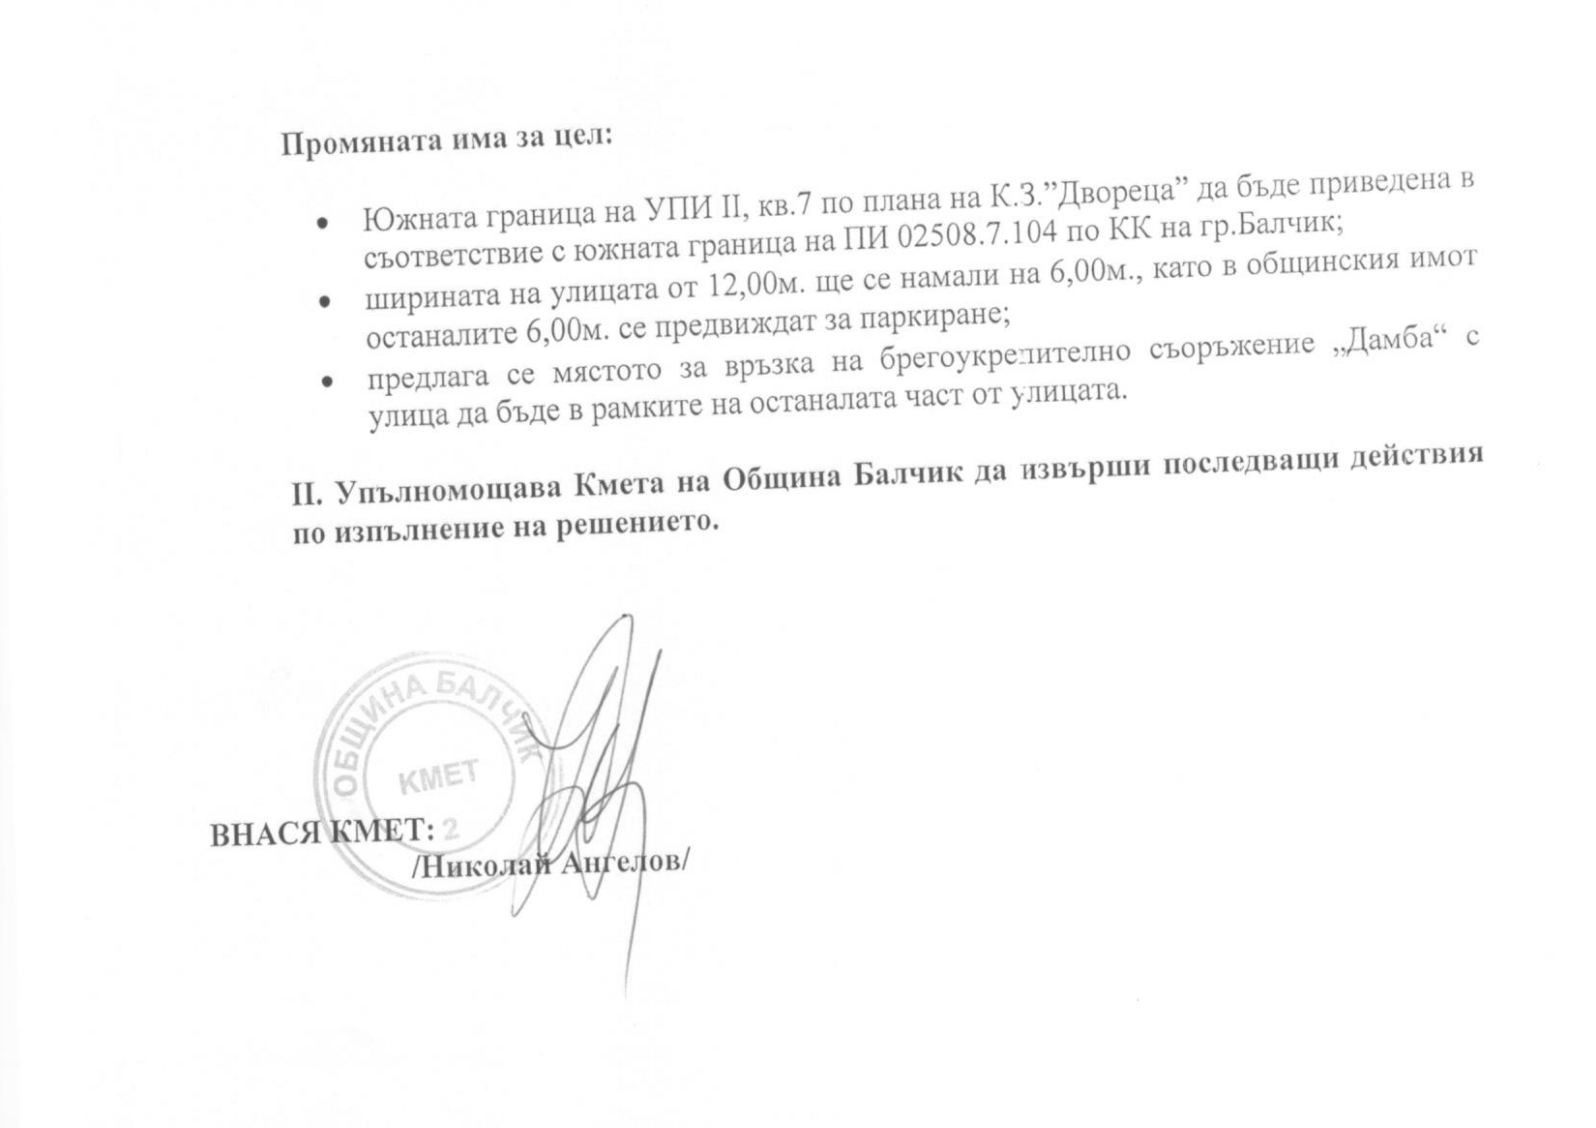 Промяната има за цел:
• Южната граница на УПИ II, кв.7 по плана на К.З.”Двореца” да бъде приведена в
съответствие с южната граница на ПИ 02508.7.104 по КК на гр.Балчик;
• ширината на улицата от 12,00м. ще се намали на 6,00м., като в общинския имот
останалите 6,00м. се предвиждат за паркиране;
• предлага се мястото за връзка на брегоукрепително съоръжение „Дамба“ с
улица да бъде в рамките на останалата част от улицата.
II. Упълномощава Кмета на Община Балчик да извърши последващи действия
по изпълнение на решението.
ОБЩИНА БАЛЧИК
КМЕТ
2
ВНАСЯ КМЕТ:
/Николай Ангелов/